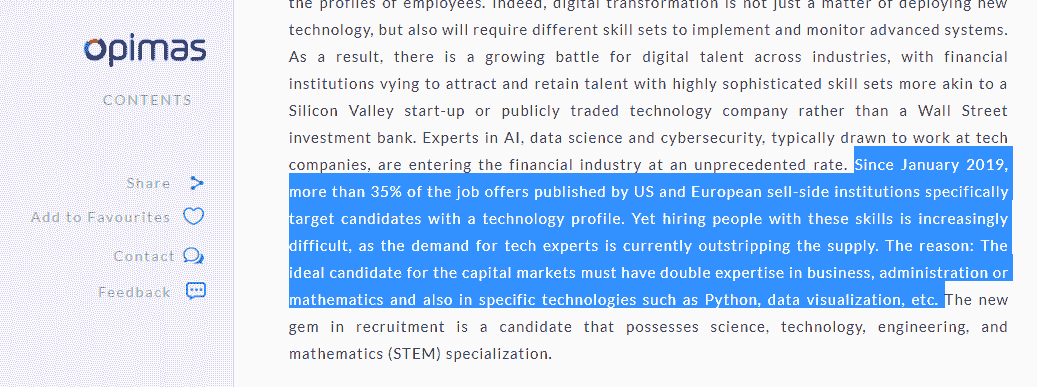 opimas
CONTENTS
Share
Add to Favourites
Contact
Feedback
the profiles of employees. Indeed, digital transformation is not just a matter of deploying new
technology, but also will require different skill sets to implement and monitor advanced systems.
As a result, there is a growing battle for digital talent across industries, with financial
institutions vying to attract and retain talent with highly sophisticated skill sets more akin to a
Silicon Valley start-up or publicly traded technology company rather than a Wall Street
investment bank. Experts in AI, data science and cybersecurity, typically drawn to work at tech
companies, are entering the financial industry at an unprecedented rate. Since January 2019,
more than 35% of the job offers published by US and European sell-side institutions specifically
target candidates with a technology profile. Yet hiring people with these skills is increasingly
difficult, as the demand for tech experts is currently outstripping the supply. The reason: The
ideal candidate for the capital markets must have double expertise in business, administration or
mathematics and also in specific technologies such as Python, data visualization, etc. The new
gem in recruitment is a candidate that possesses science, technology, engineering, and
mathematics (STEM) specialization.